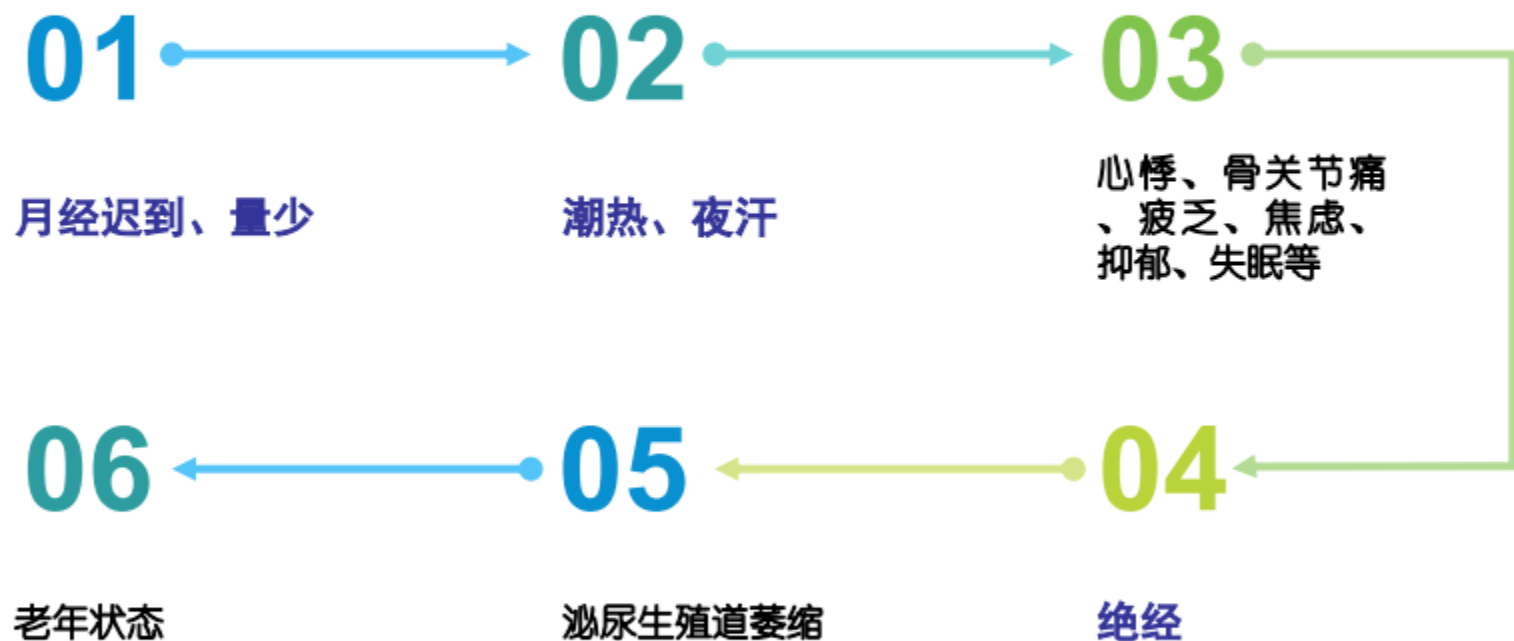 01
02
03
月经迟到、量少
潮热、夜汗
心悸、骨关节痛
、疲乏、焦虑、
抑郁、失眠等
04
05
06
绝经
泌尿生殖道萎缩
老年状态